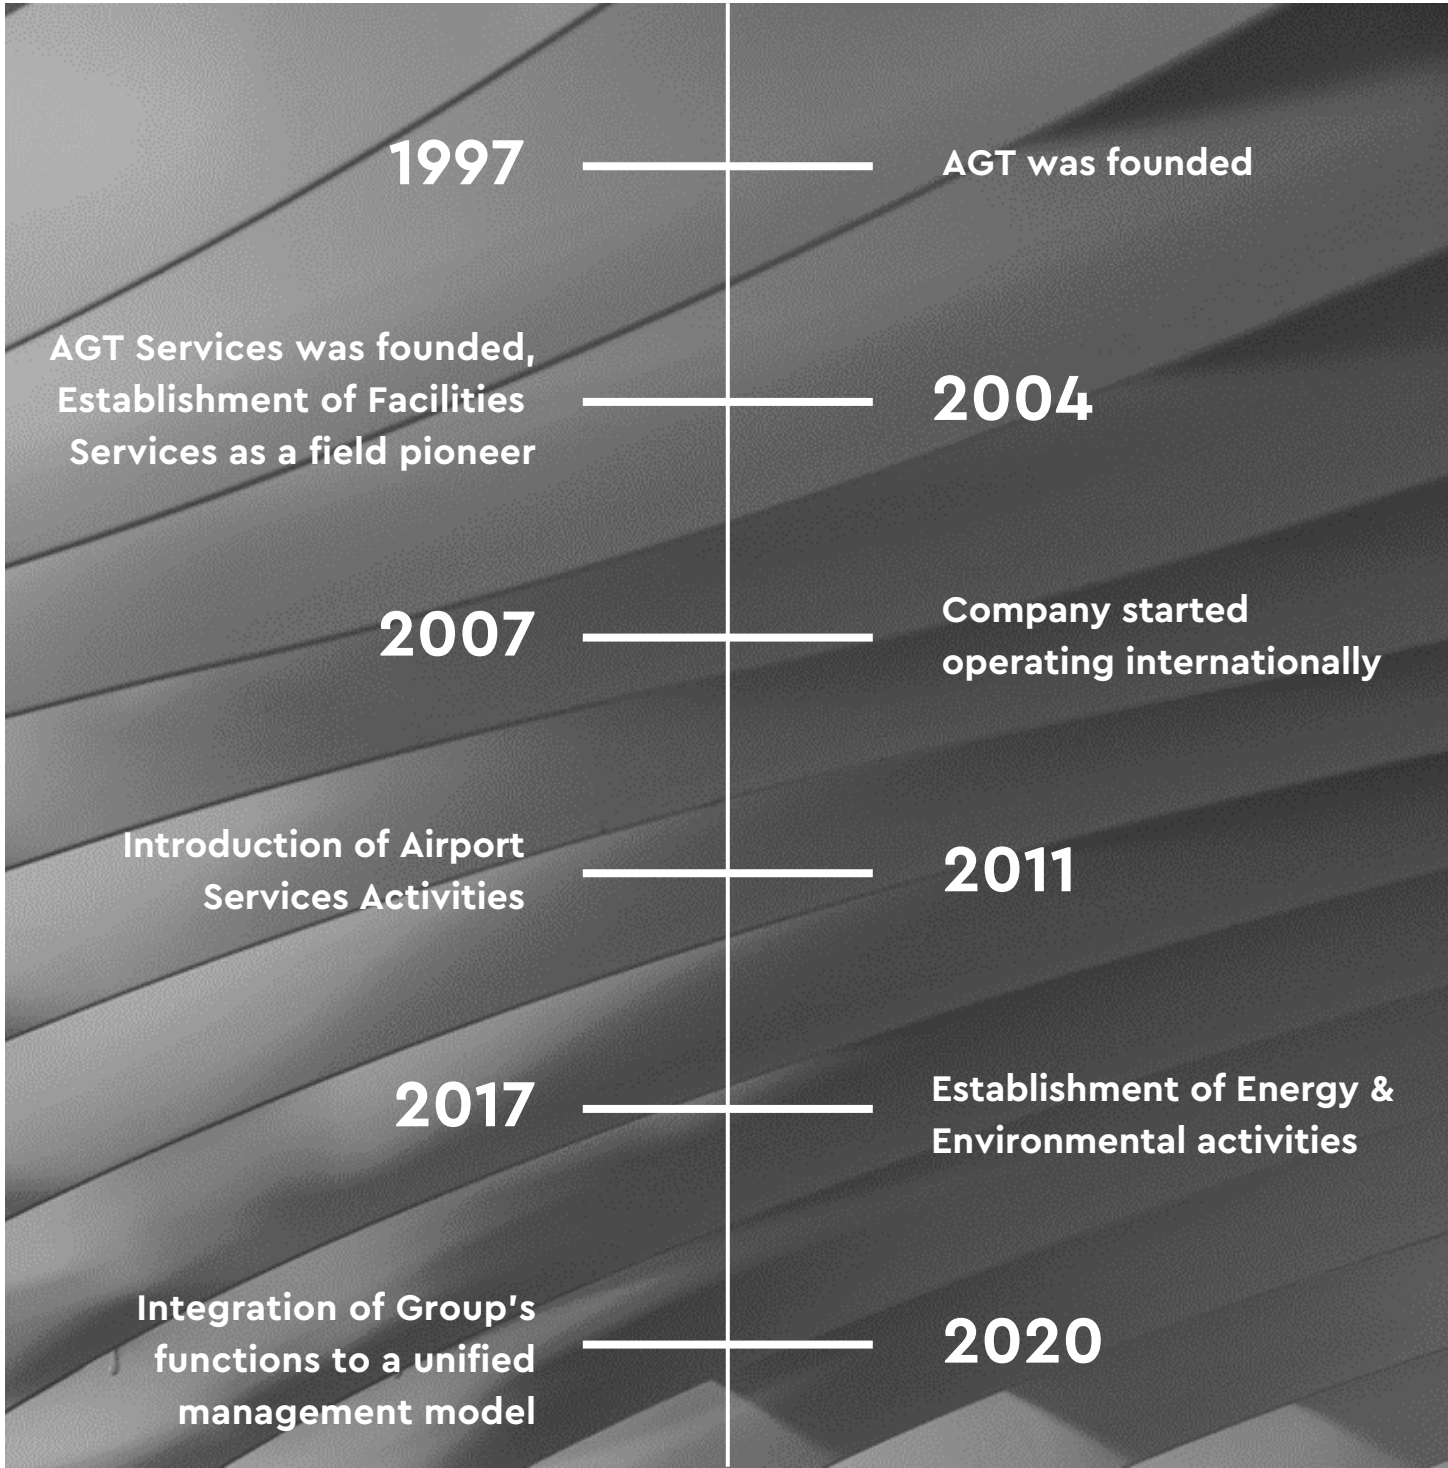 1997
AGT was founded
AGT Services was founded,
Establishment of Facilities
Services as a field pioneer
2004
2007
Company started
operating internationally
Introduction of Airport
Services Activities
2011
2017
Establishment of Energy &
Environmental activities
Integration of Group's
functions to a unified
management model
2020